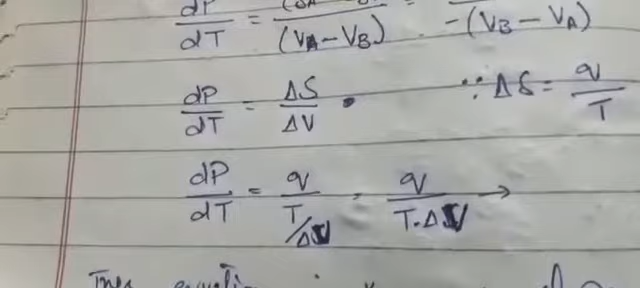 dP/dT = / (VA - VB) = / -(VB - VA)
dP/dT = ΔS/ΔV . ∵ ΔS = q/T
dP/dT = q/T/ΔV = q/T.ΔV →